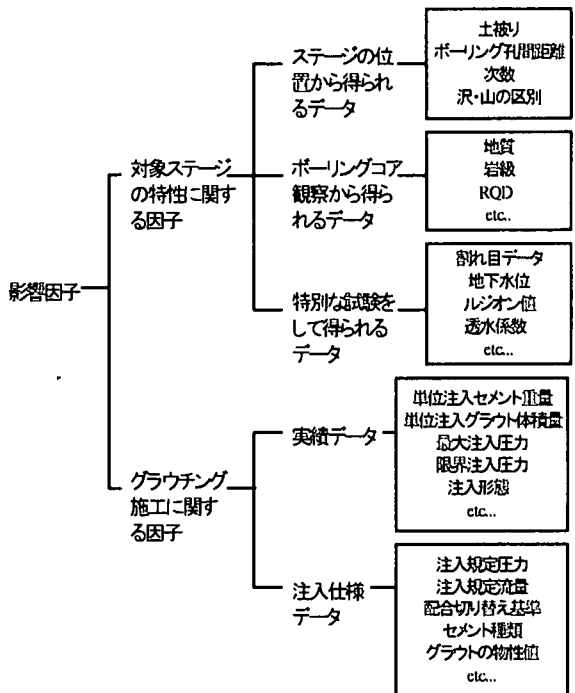 影響因子
対象ステージ
の特性に関す
る因子
ステージの位
置から得られ
るデータ
土被り
ボーリング孔間距離
次数
沢・山の区別
ボーリングコア
観察から得ら
れるデータ
地質
岩級
RQD
etc..
特別な試験を
して得られる
データ
割れ目データ
地下水位
ルジオン値
透水係数
etc...
グラウチング
施工に関す
る因子
実績データ
単位注入セメント重量
単位注入グラウト体積量
最大注入圧力
限界注入圧力
注入形態
etc...
注入仕様
データ
注入規定圧力
注入規定流量
配合切り替え基準
セメント種類
グラウトの物性値
etc...